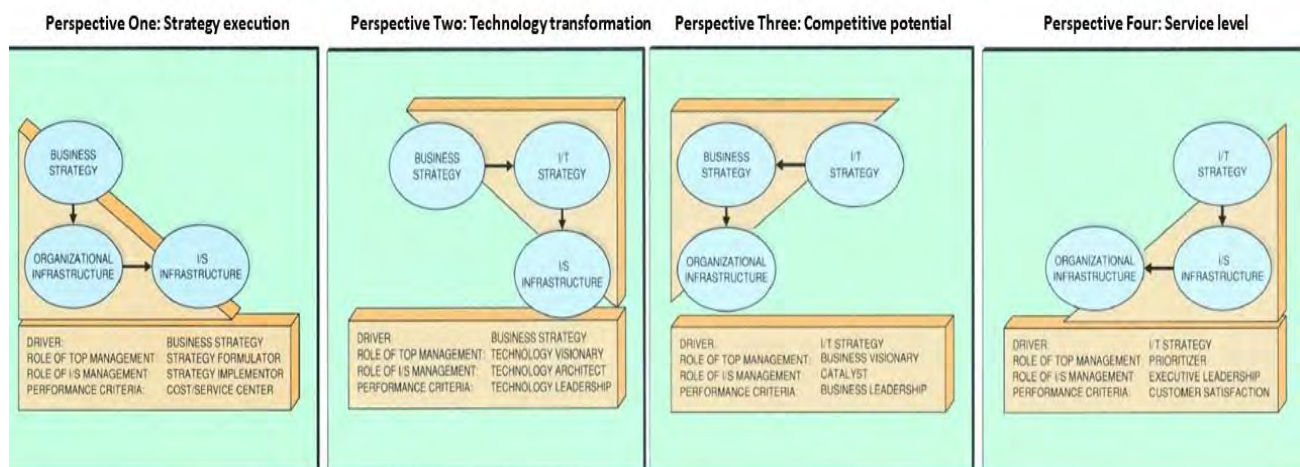 Perspective One: Strategy execution
BUSINESS
STRATEGY
ORGANIZATIONAL
INFRASTRUCTURE
I/S
INFRASTRUCTURE
DRIVER: BUSINESS STRATEGY
ROLE OF TOP MANAGEMENT: STRATEGY FORMULATOR
ROLE OF I/S MANAGEMENT: STRATEGY IMPLEMENTOR
PERFORMANCE CRITERIA: COST/SERVICE CENTER
Perspective Two: Technology transformation
BUSINESS
STRATEGY
I/T
STRATEGY
I/S
INFRASTRUCTURE
DRIVER: BUSINESS STRATEGY
ROLE OF TOP MANAGEMENT: TECHNOLOGY VISIONARY
ROLE OF I/S MANAGEMENT: TECHNOLOGY ARCHITECT
PERFORMANCE CRITERIA: TECHNOLOGY LEADERSHIP
Perspective Three: Competitive potential
BUSINESS
STRATEGY
I/T
STRATEGY
ORGANIZATIONAL
INFRASTRUCTURE
DRIVER: I/T STRATEGY
ROLE OF TOP MANAGEMENT: BUSINESS VISIONARY
ROLE OF I/S MANAGEMENT: CATALYST
PERFORMANCE CRITERIA: BUSINESS LEADERSHIP
Perspective Four: Service level
I/T
STRATEGY
ORGANIZATIONAL
INFRASTRUCTURE
I/S
INFRASTRUCTURE
DRIVER: I/T STRATEGY
ROLE OF TOP MANAGEMENT: PRIORITIZER
ROLE OF I/S MANAGEMENT: EXECUTIVE LEADERSHIP
PERFORMANCE CRITERIA: CUSTOMER SATISFACTION